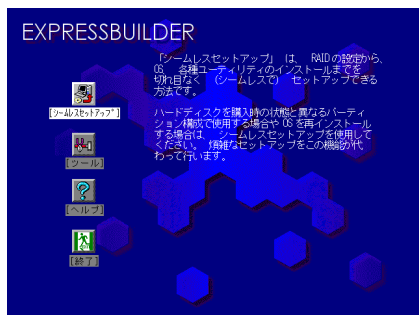 EXPRESSBUILDER
「シームレスセットアップ」 は、 RAIDの設定から、
OS 各種ユーティリティのインストールまでを
切れ目なく (シームレスで) セットアップできる
方法です。
[シームレスセットアップ]
ハードディスクを購入時の状態と異なるパーティ
ション構成で使用する場合や OSを再インストール
する場合は、 シームレスセットアップを使用して
ください。 煩雑なセットアップをこの機能が代
わって行います。
[ツール]
[ヘルプ]
[終了]